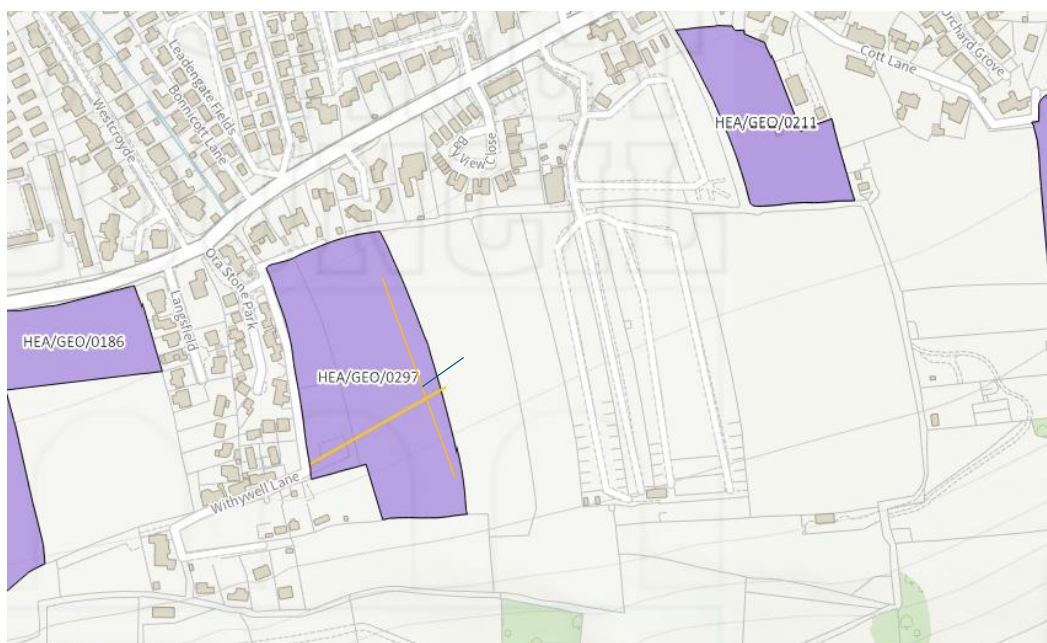 Orchard Grove
Cott Lane
Leadengate Fields
Bonnicott Lane
Westcroyde
HEA/GEO/0211
Bay View Close
Ora Stone Park
Langsfield
HEA/GEO/0186
HEA/GEO/0297
Withywell Lane